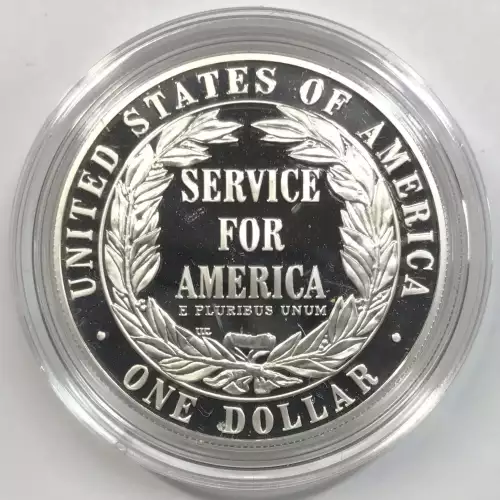 UNITED STATES OF AMERICA
SERVICE
FOR
AMERICA
E PLURIBUS UNUM
· ONE DOLLAR ·